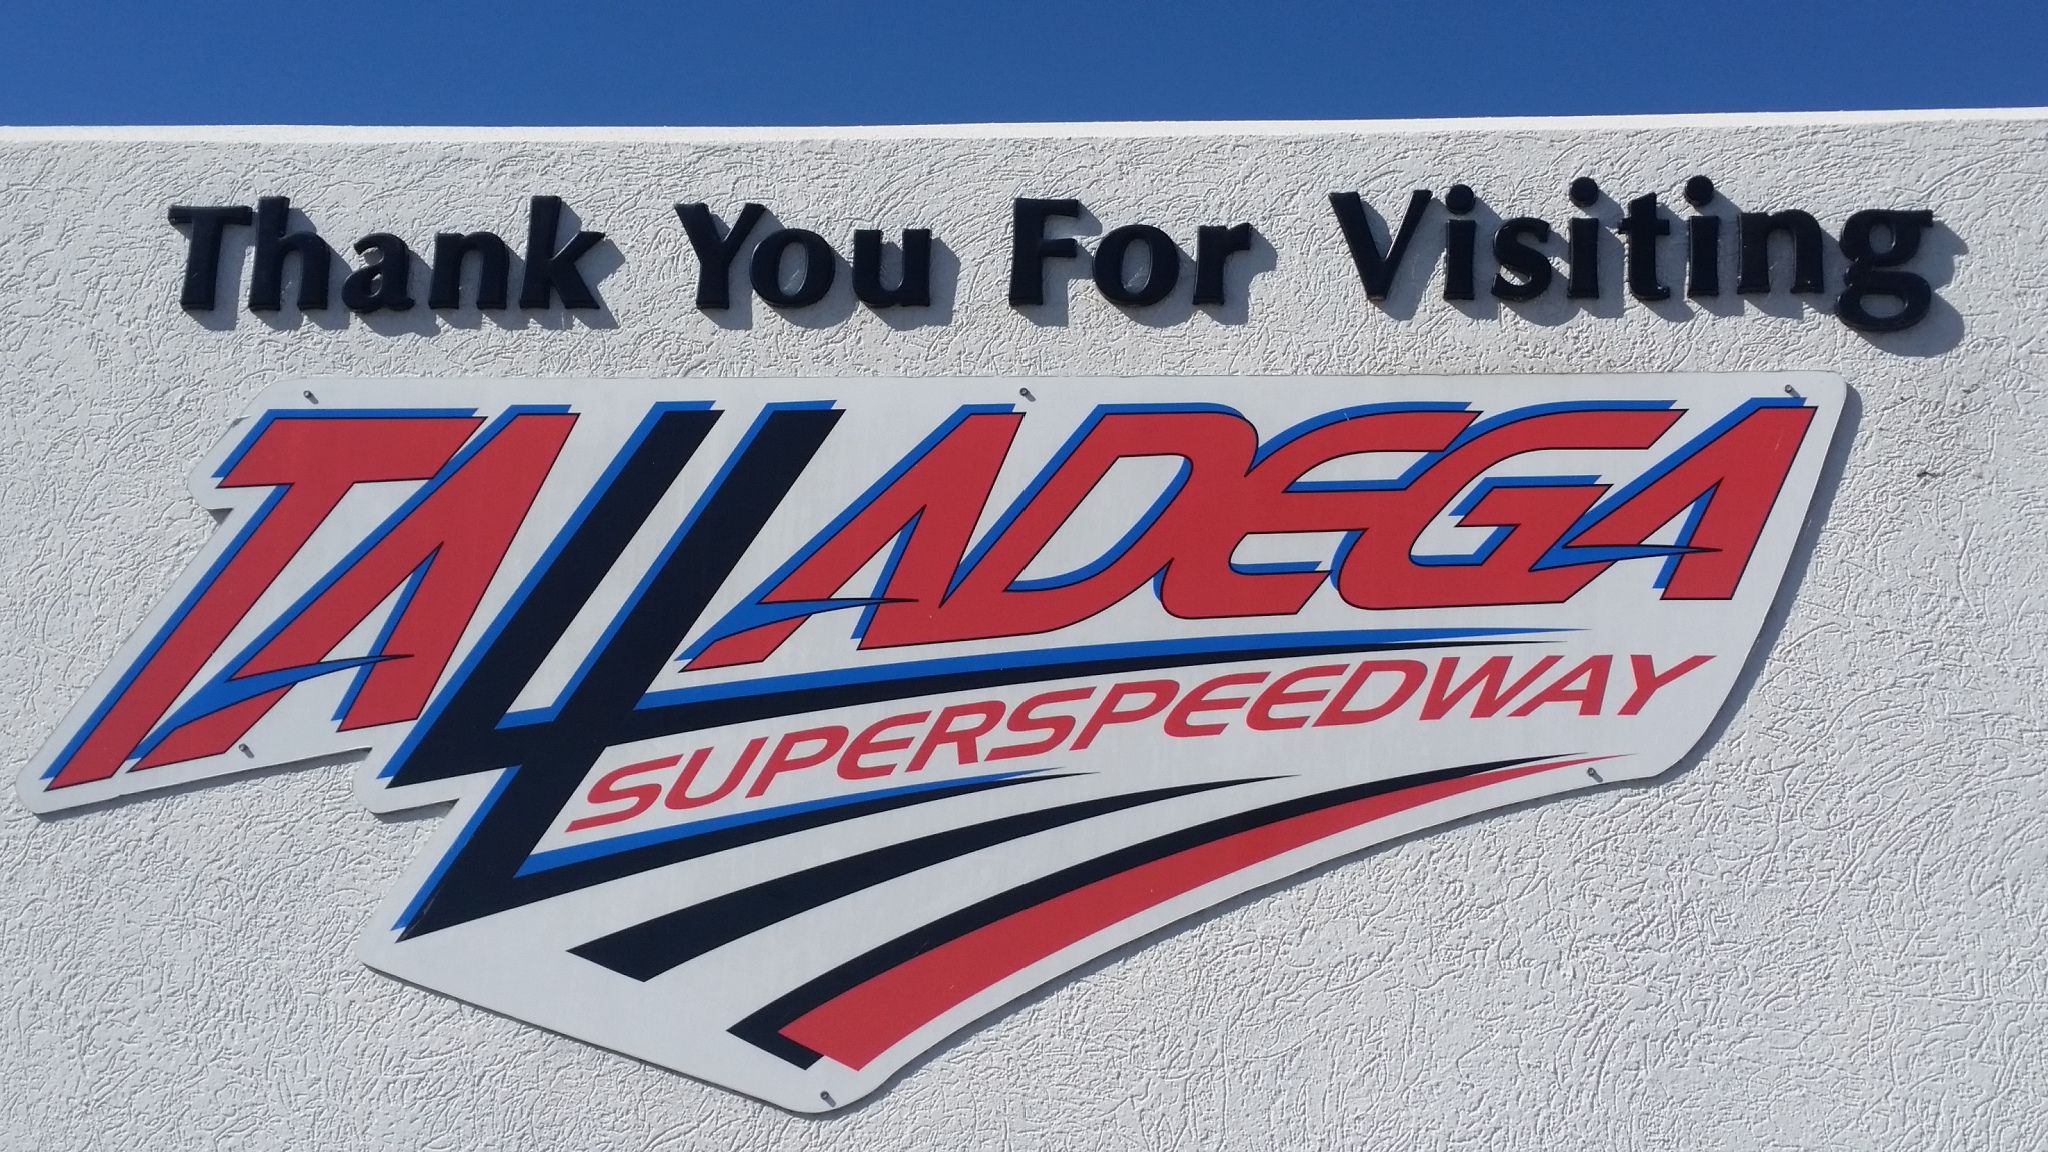 Thank You For Visiting
TALLADEGA
SUPERSPEEDWAY